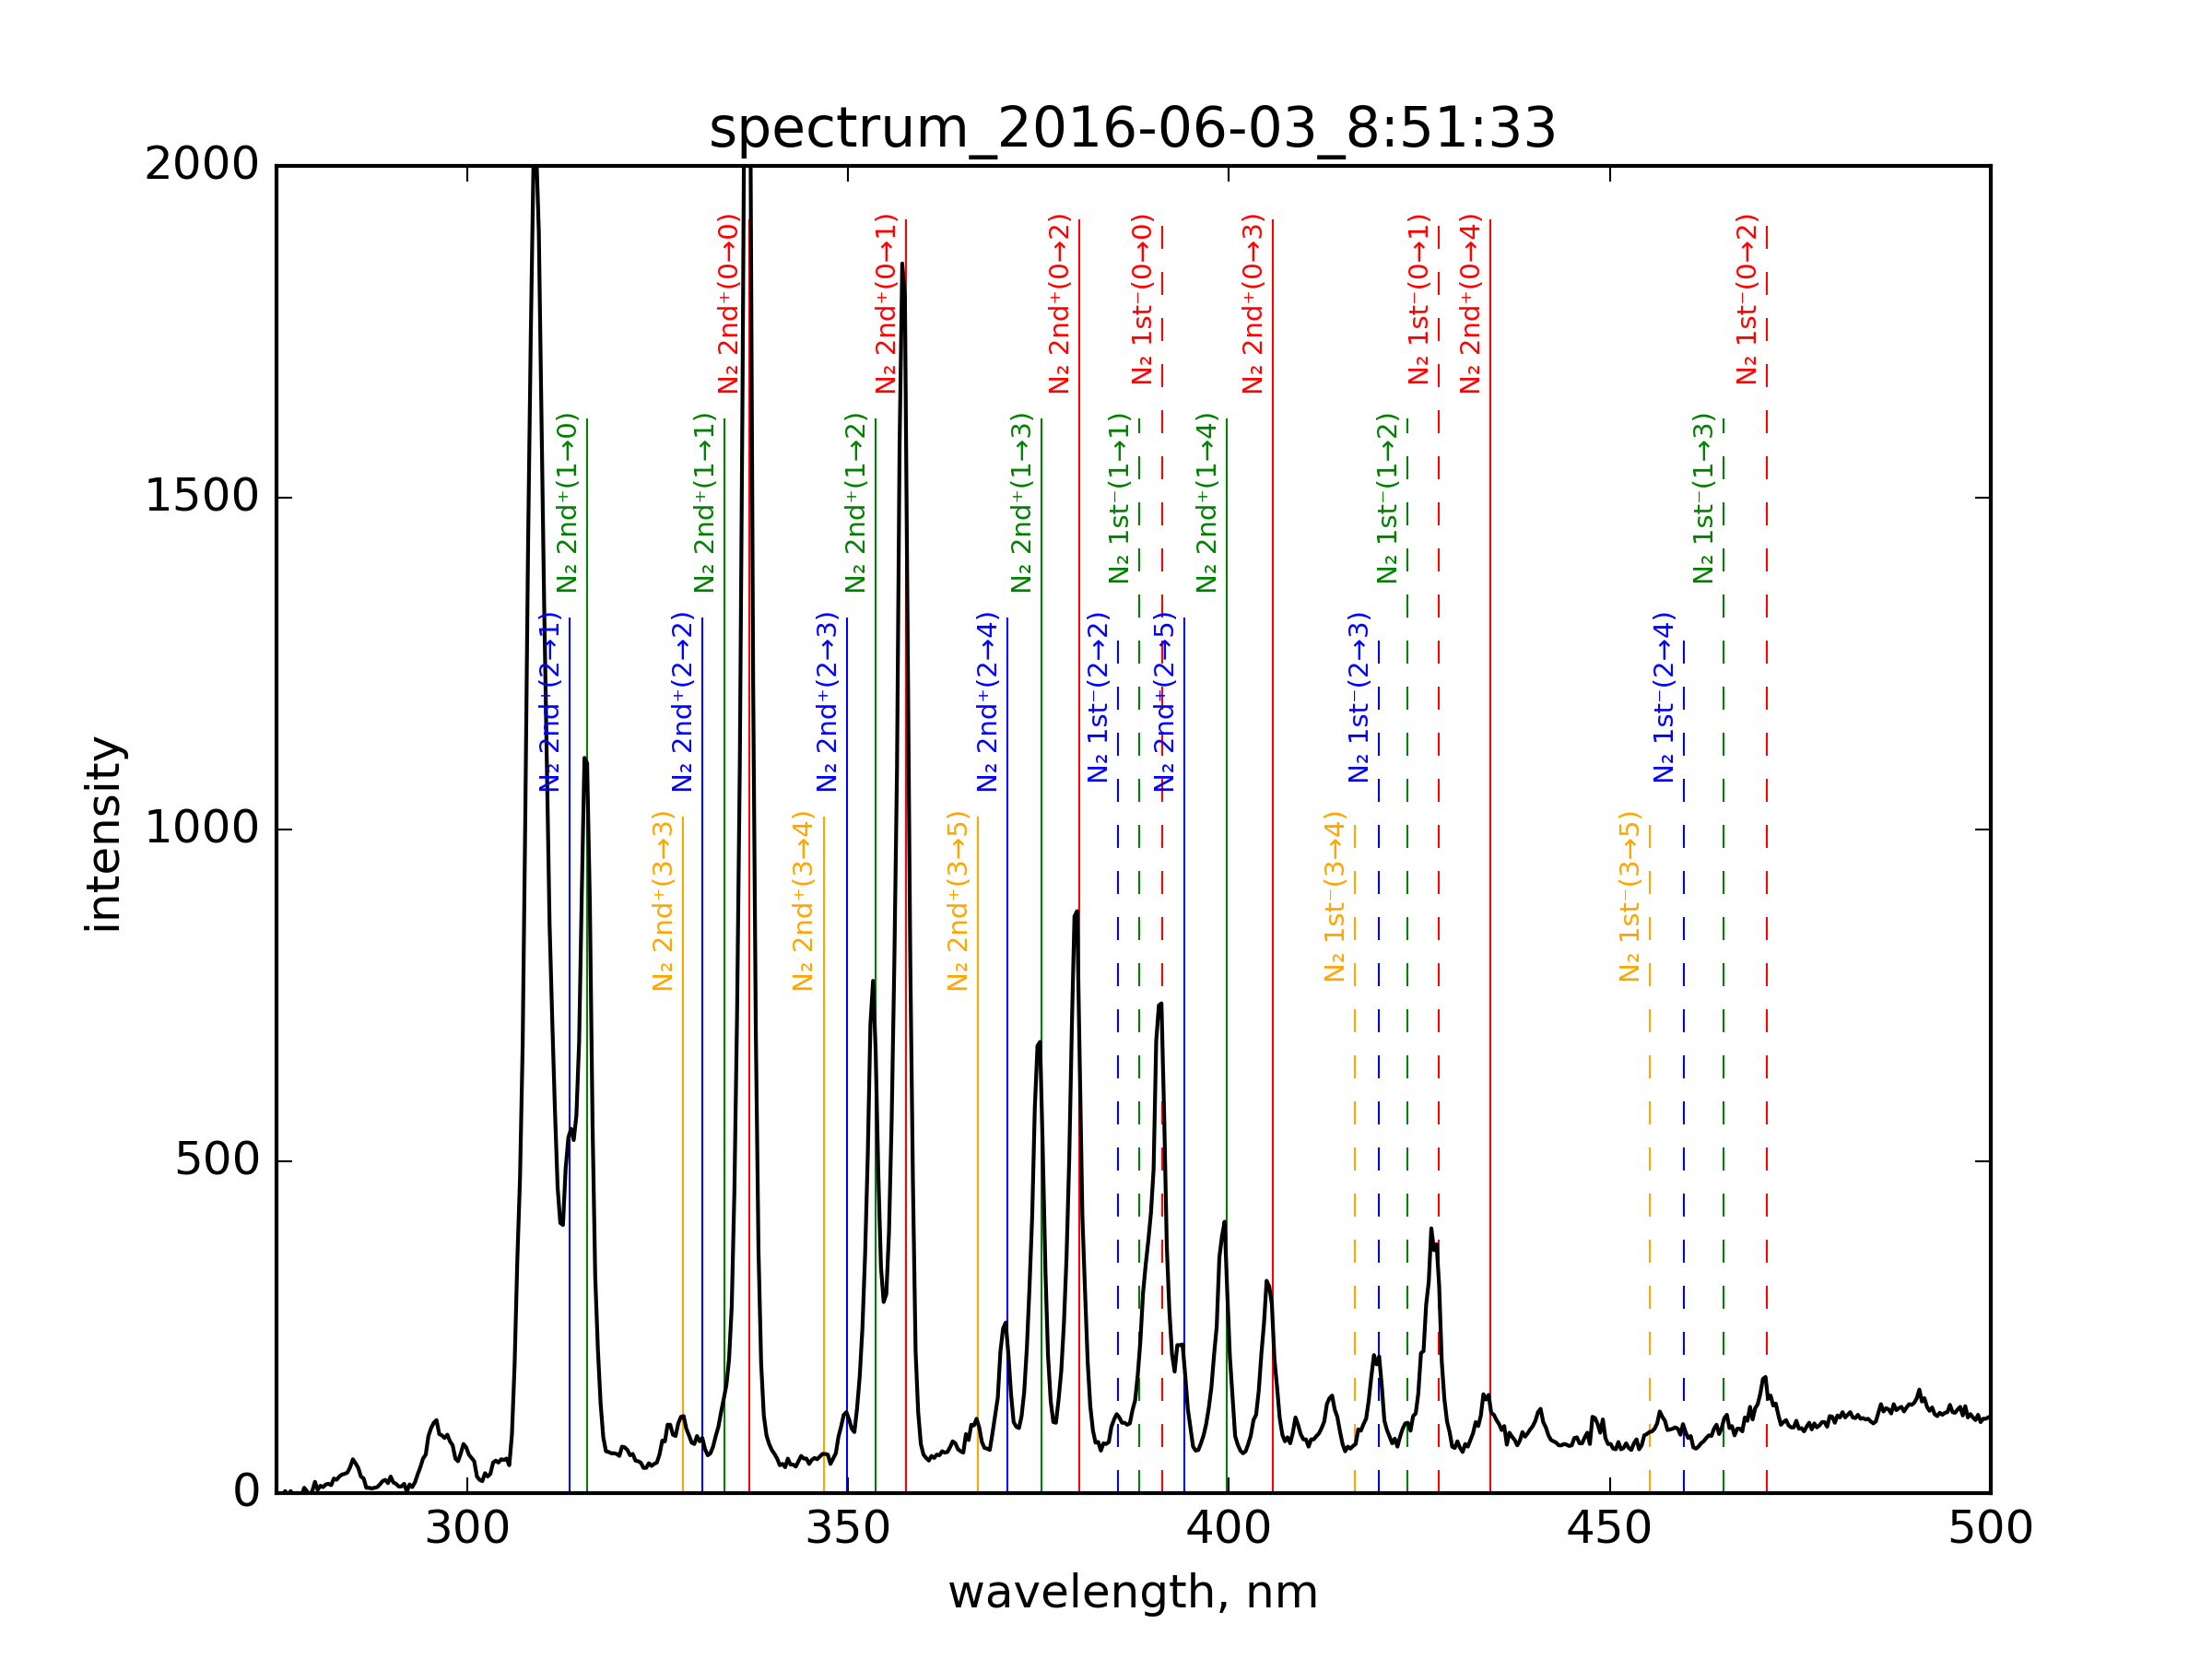 spectrum_2016-06-03_8:51:33
2000
1500
1000
500
0
intensity
N₂ 2nd⁺(0→0)
N₂ 2nd⁺(0→1)
N₂ 2nd⁺(0→2)
N₂ 1st⁻(0→0)
N₂ 2nd⁺(0→3)
N₂ 1st⁻(0→1)
N₂ 2nd⁺(0→4)
N₂ 1st⁻(0→2)
N₂ 2nd⁺(1→0)
N₂ 2nd⁺(1→1)
N₂ 2nd⁺(1→2)
N₂ 2nd⁺(1→3)
N₂ 1st⁻(1→1)
N₂ 2nd⁺(1→4)
N₂ 1st⁻(1→2)
N₂ 1st⁻(1→3)
N₂ 2nd⁺(2→1)
N₂ 2nd⁺(2→2)
N₂ 2nd⁺(2→3)
N₂ 2nd⁺(2→4)
N₂ 1st⁻(2→2)
N₂ 2nd⁺(2→5)
N₂ 1st⁻(2→3)
N₂ 1st⁻(2→4)
N₂ 2nd⁺(3→3)
N₂ 2nd⁺(3→4)
N₂ 2nd⁺(3→5)
N₂ 1st⁻(3→4)
N₂ 1st⁻(3→5)
300 350 400 450 500
wavelength, nm